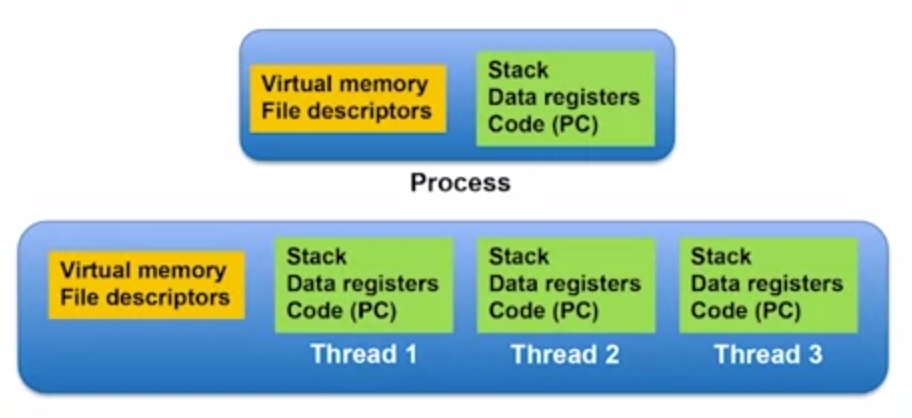 Virtual memory
File descriptors
Stack
Data registers
Code (PC)
Process
Virtual memory
File descriptors
Stack
Data registers
Code (PC)
Thread 1
Stack
Data registers
Code (PC)
Thread 2
Stack
Data registers
Code (PC)
Thread 3